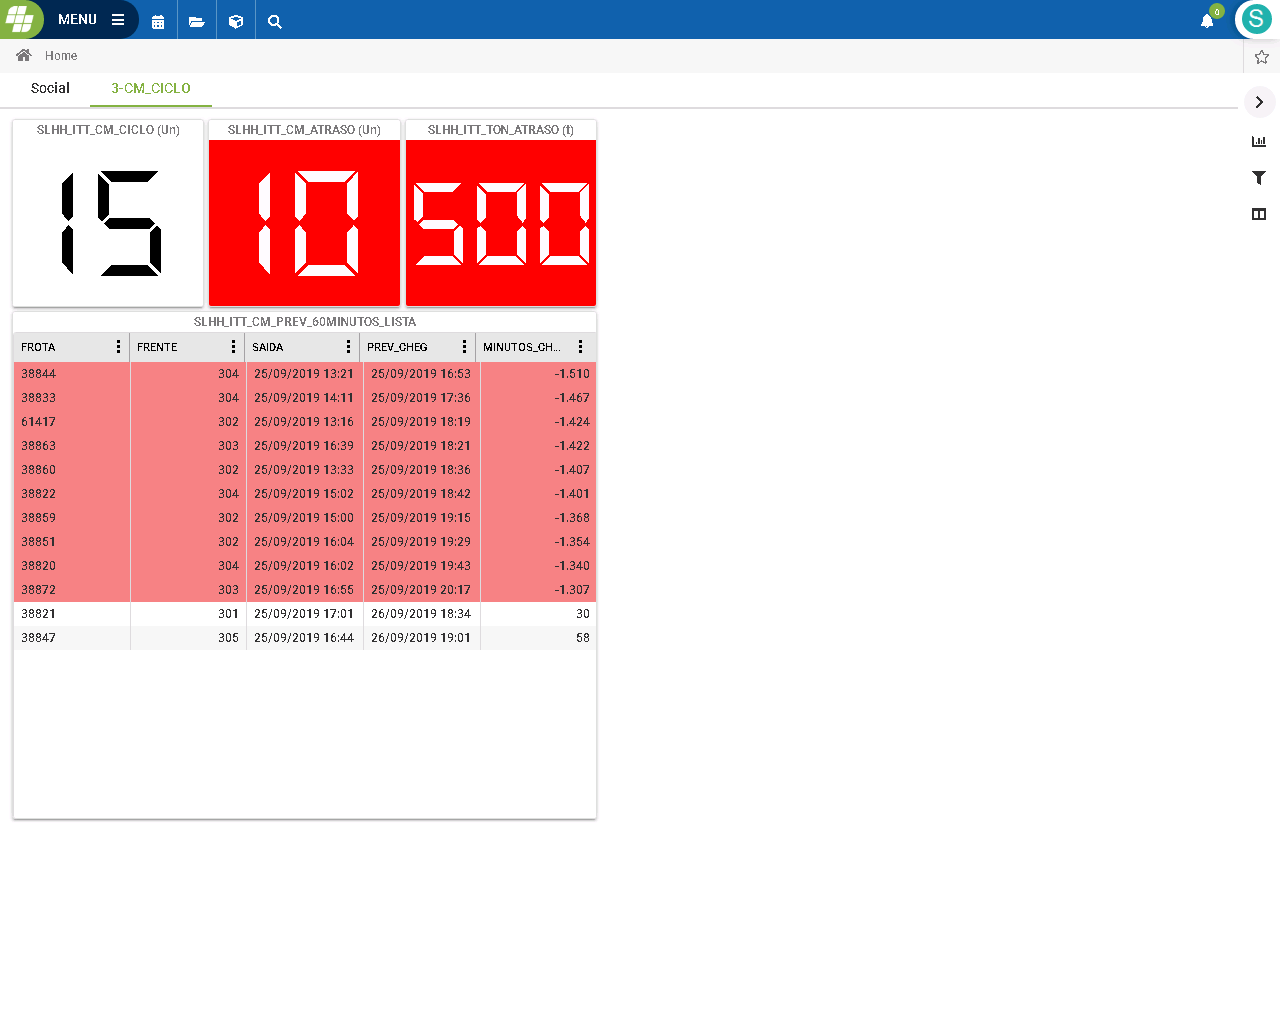 MENU
0
S
Home
Social 3-CM_CICLO
SLHH_ITT_CM_CICLO (Un) SLHH_ITT_CM_ATRASO (Un) SLHH_ITT_TON_ATRASO (t)
15 10 500
SLHH_ITT_CM_PREV_60MINUTOS_LISTA
FROTA FRENTE SAIDA PREV_CHEG MINUTOS_CH...
38844 304 25/09/2019 13:21 25/09/2019 16:53 -1.510
38833 304 25/09/2019 14:11 25/09/2019 17:36 -1.467
61417 302 25/09/2019 13:16 25/09/2019 18:19 -1.424
38863 303 25/09/2019 16:39 25/09/2019 18:21 -1.422
38860 302 25/09/2019 13:33 25/09/2019 18:36 -1.407
38822 304 25/09/2019 15:02 25/09/2019 18:42 -1.401
38859 302 25/09/2019 15:00 25/09/2019 19:15 -1.368
38851 302 25/09/2019 16:04 25/09/2019 19:29 -1.354
38820 304 25/09/2019 16:02 25/09/2019 19:43 -1.340
38872 303 25/09/2019 16:55 25/09/2019 20:17 -1.307
38821 301 25/09/2019 17:01 26/09/2019 18:34 30
38847 305 25/09/2019 16:44 26/09/2019 19:01 58